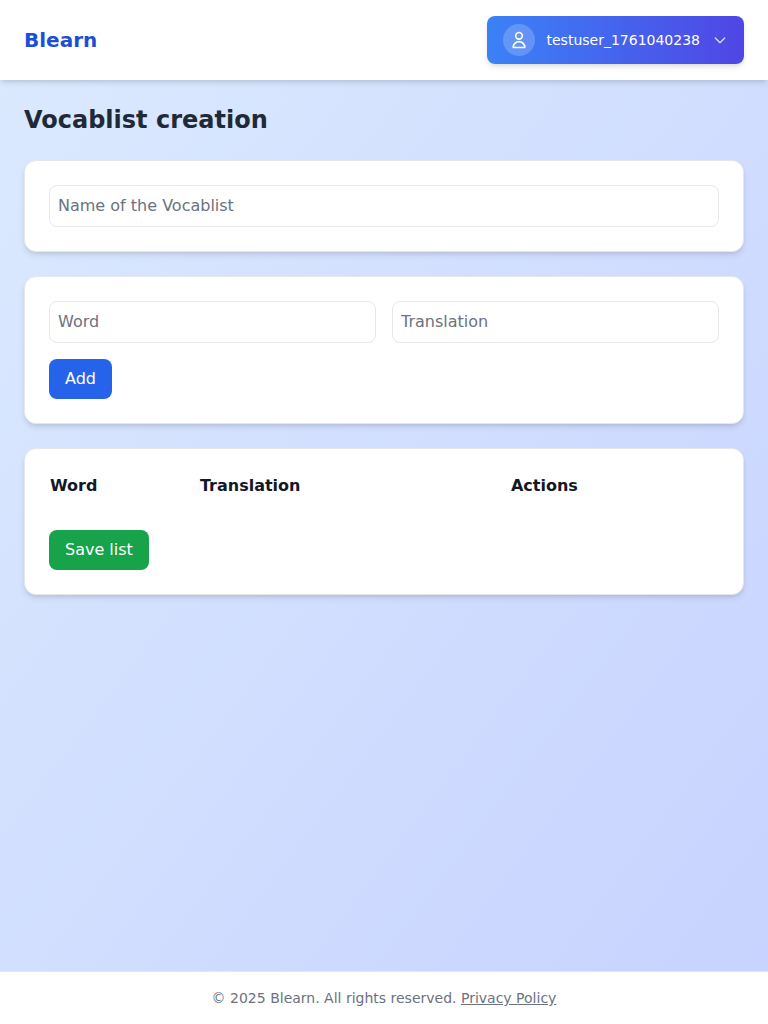 Blearn
testuser_1761040238
Vocablist creation
Name of the Vocablist
Word Translation
Add
Word Translation Actions
Save list
© 2025 Blearn. All rights reserved. Privacy Policy